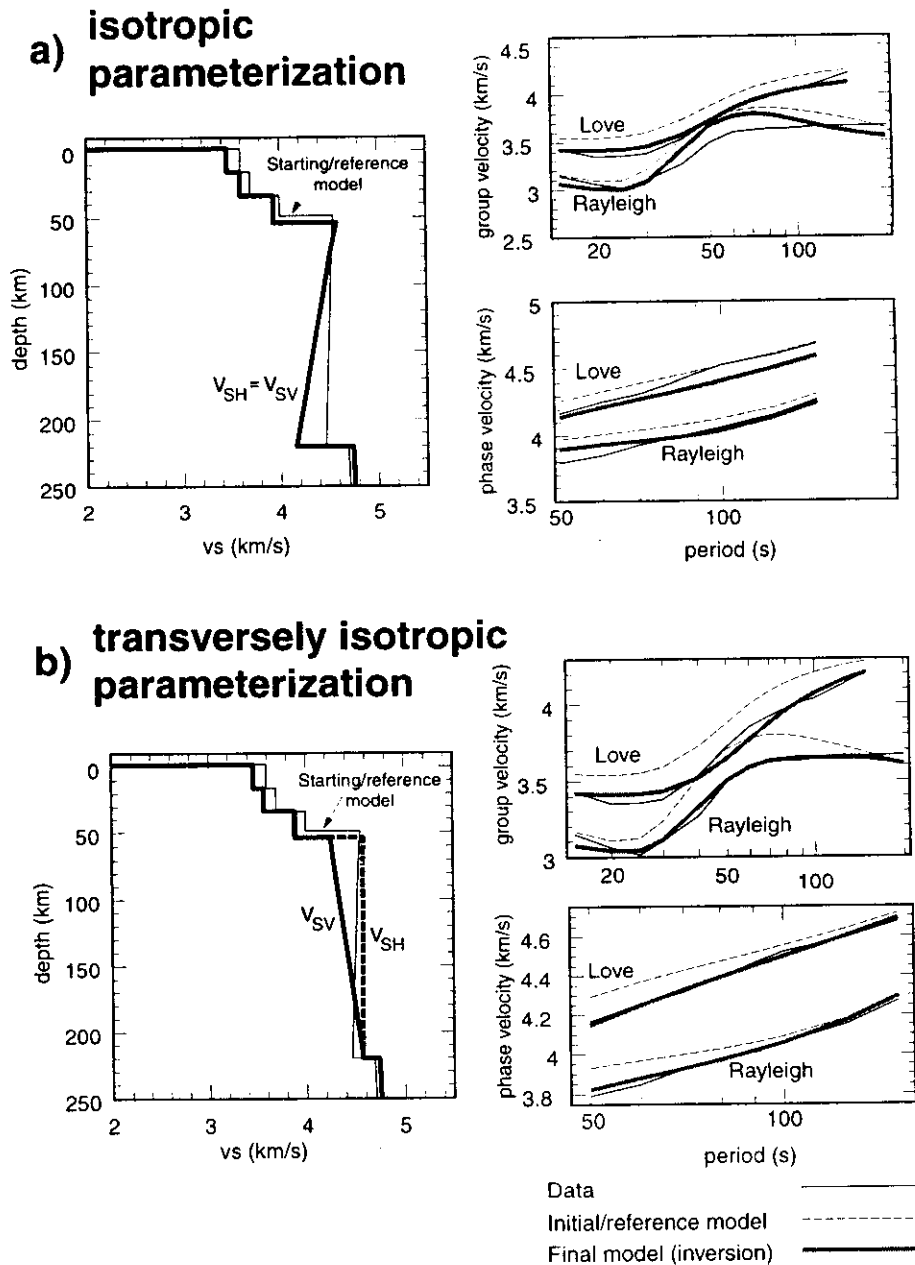 a) isotropic
parameterization
0
50
100
150
200
250
depth (km)
Starting/reference
model
V_SH = V_SV
2
3
4
5
vs (km/s)
4.5
4
3.5
3
2.5
group velocity (km/s)
Love
Rayleigh
20
50
100
5
4.5
4
3.5
phase velocity (km/s)
Love
Rayleigh
50
100
period (s)
b) transversely isotropic
parameterization
0
50
100
150
200
250
depth (km)
Starting/reference
model
V_SV
V_SH
2
3
4
5
vs (km/s)
4
3.5
3
group velocity (km/s)
Love
Rayleigh
20
50
100
4.6
4.4
4.2
4
3.8
phase velocity (km/s)
Love
Rayleigh
50
100
period (s)
Data
Initial/reference model
Final model (inversion)